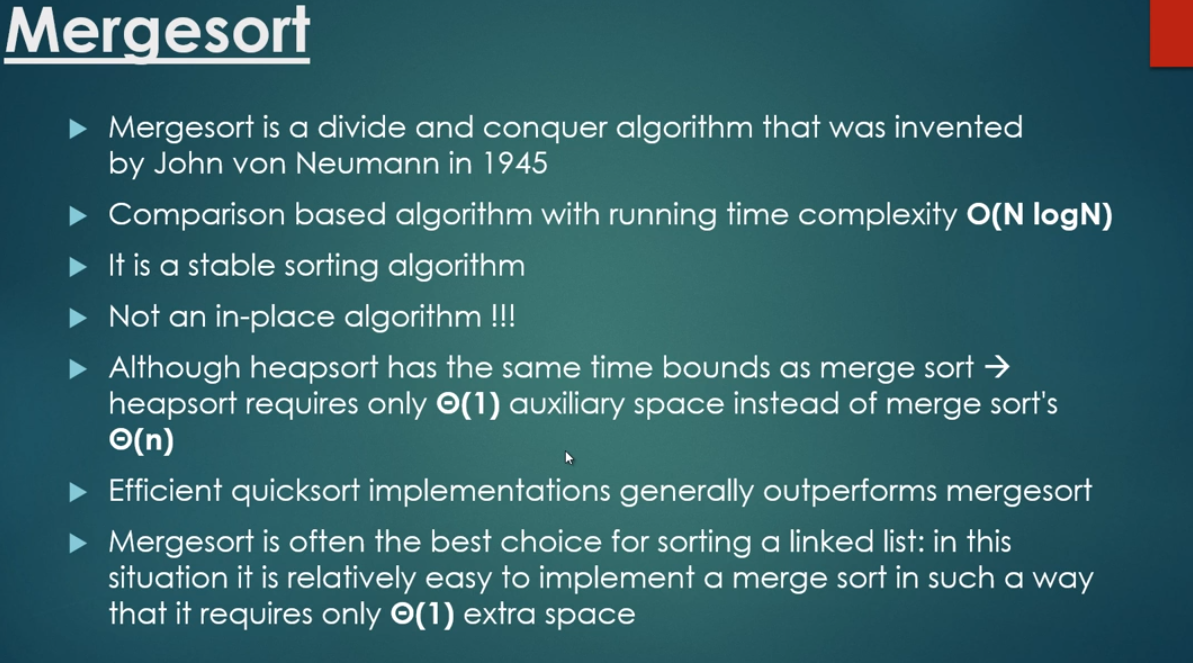 Mergesort
Mergesort is a divide and conquer algorithm that was invented
by John von Neumann in 1945
Comparison based algorithm with running time complexity O(N logN)
It is a stable sorting algorithm
Not an in-place algorithm !!!
Although heapsort has the same time bounds as merge sort →
heapsort requires only Θ(1) auxiliary space instead of merge sort's
Θ(n)
Efficient quicksort implementations generally outperforms mergesort
Mergesort is often the best choice for sorting a linked list: in this
situation it is relatively easy to implement a merge sort in such a way
that it requires only Θ(1) extra space